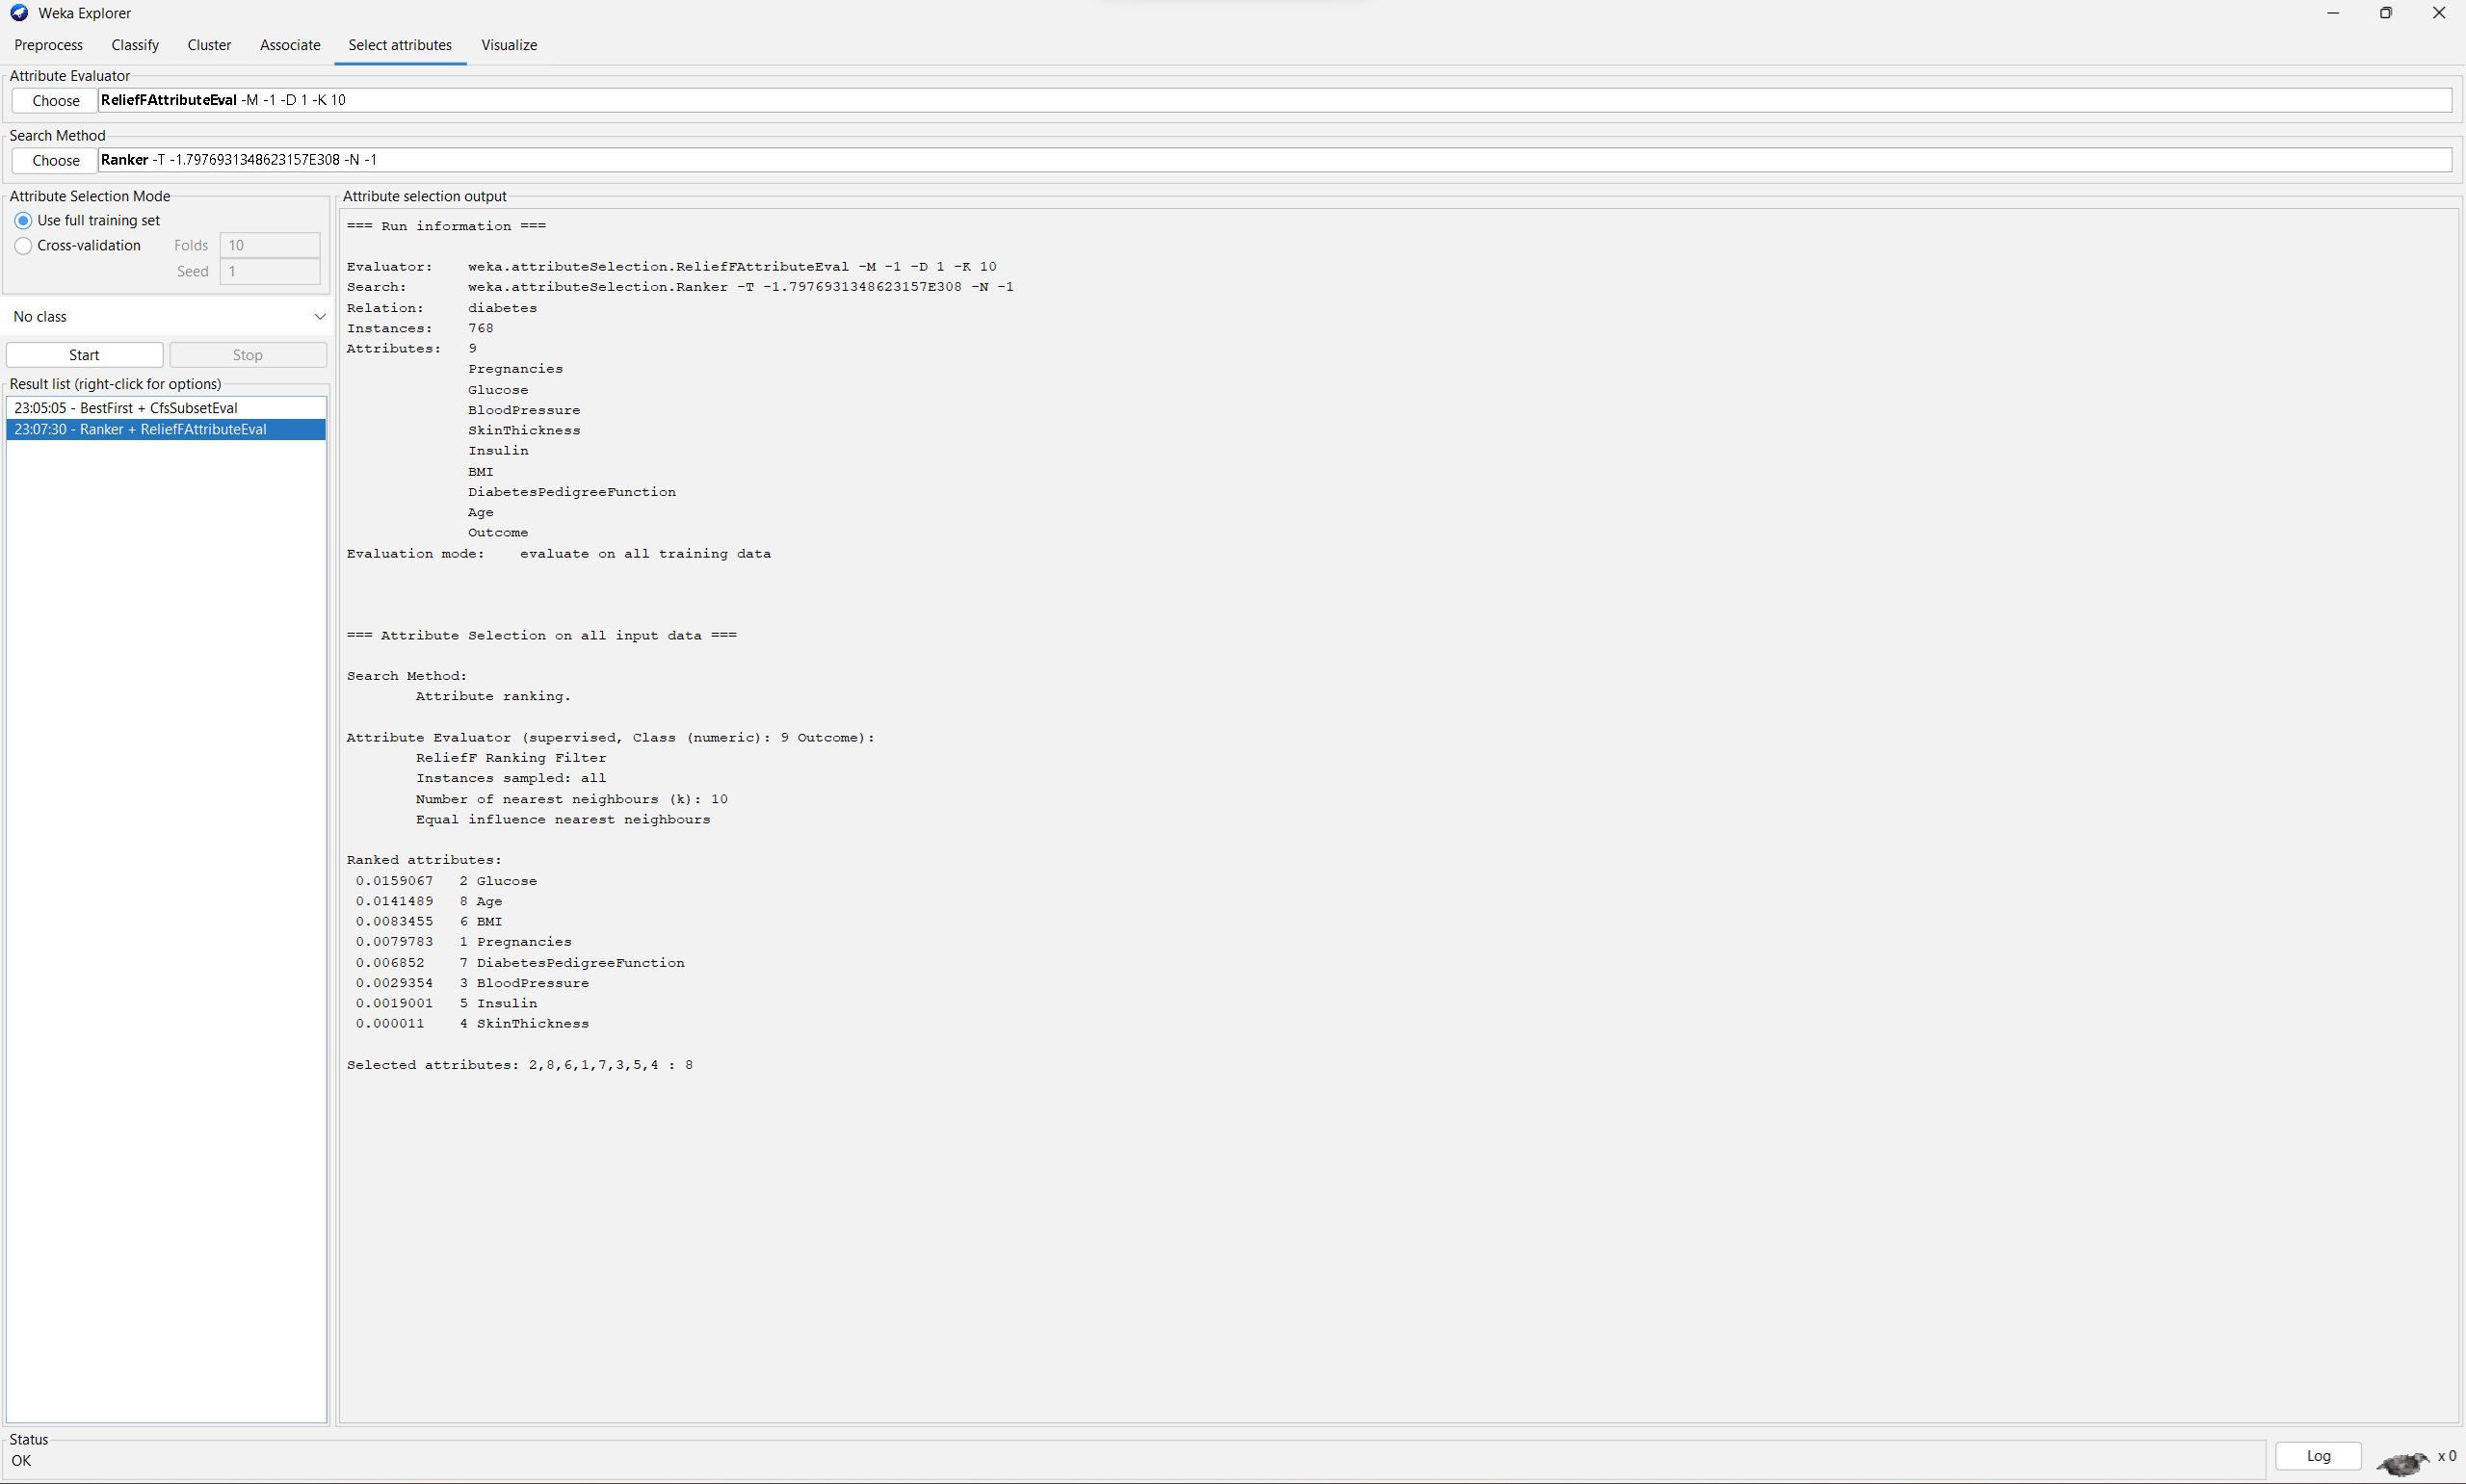 Weka Explorer
Preprocess Classify Cluster Associate Select attributes Visualize
Attribute Evaluator
Choose ReliefFAttributeEval -M -1 -D 1 -K 10
Search Method
Choose Ranker -T -1.7976931348623157E308 -N -1
Attribute Selection Mode
Use full training set
Cross-validation Folds 10
Seed 1
No class
Start Stop
Result list (right-click for options)
23:05:05 - BestFirst + CfsSubsetEval
23:07:30 - Ranker + ReliefFAttributeEval
Attribute selection output
=== Run information ===
Evaluator: weka.attributeSelection.ReliefFAttributeEval -M -1 -D 1 -K 10
Search: weka.attributeSelection.Ranker -T -1.7976931348623157E308 -N -1
Relation: diabetes
Instances: 768
Attributes: 9
Pregnancies
Glucose
BloodPressure
SkinThickness
Insulin
BMI
DiabetesPedigreeFunction
Age
Outcome
Evaluation mode: evaluate on all training data
=== Attribute Selection on all input data ===
Search Method:
Attribute ranking.
Attribute Evaluator (supervised, Class (numeric): 9 Outcome):
ReliefF Ranking Filter
Instances sampled: all
Number of nearest neighbours (k): 10
Equal influence nearest neighbours
Ranked attributes:
0.0159067 2 Glucose
0.0141489 8 Age
0.0083455 6 BMI
0.0079783 1 Pregnancies
0.006852 7 DiabetesPedigreeFunction
0.0029354 3 BloodPressure
0.0019001 5 Insulin
0.000011 4 SkinThickness
Selected attributes: 2,8,6,1,7,3,5,4 : 8
Status
OK
Log x 0